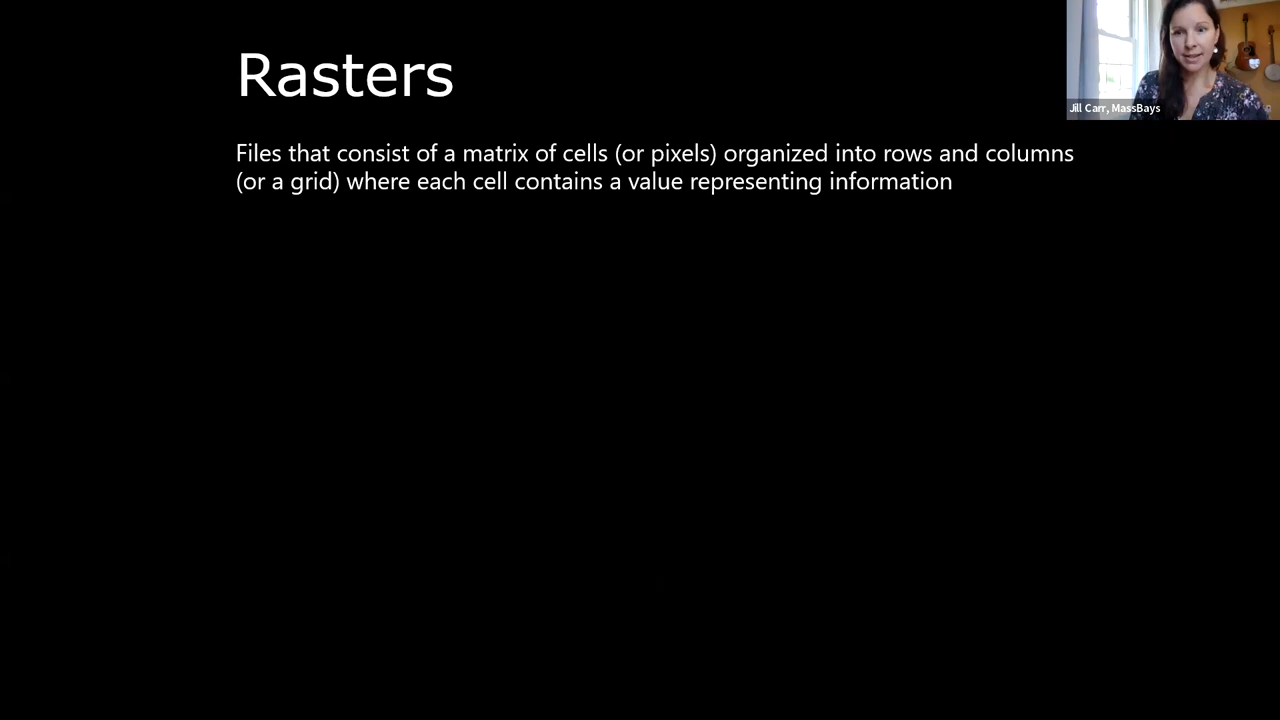 Rasters
Jill Carr, MassBays
Files that consist of a matrix of cells (or pixels) organized into rows and columns
(or a grid) where each cell contains a value representing information